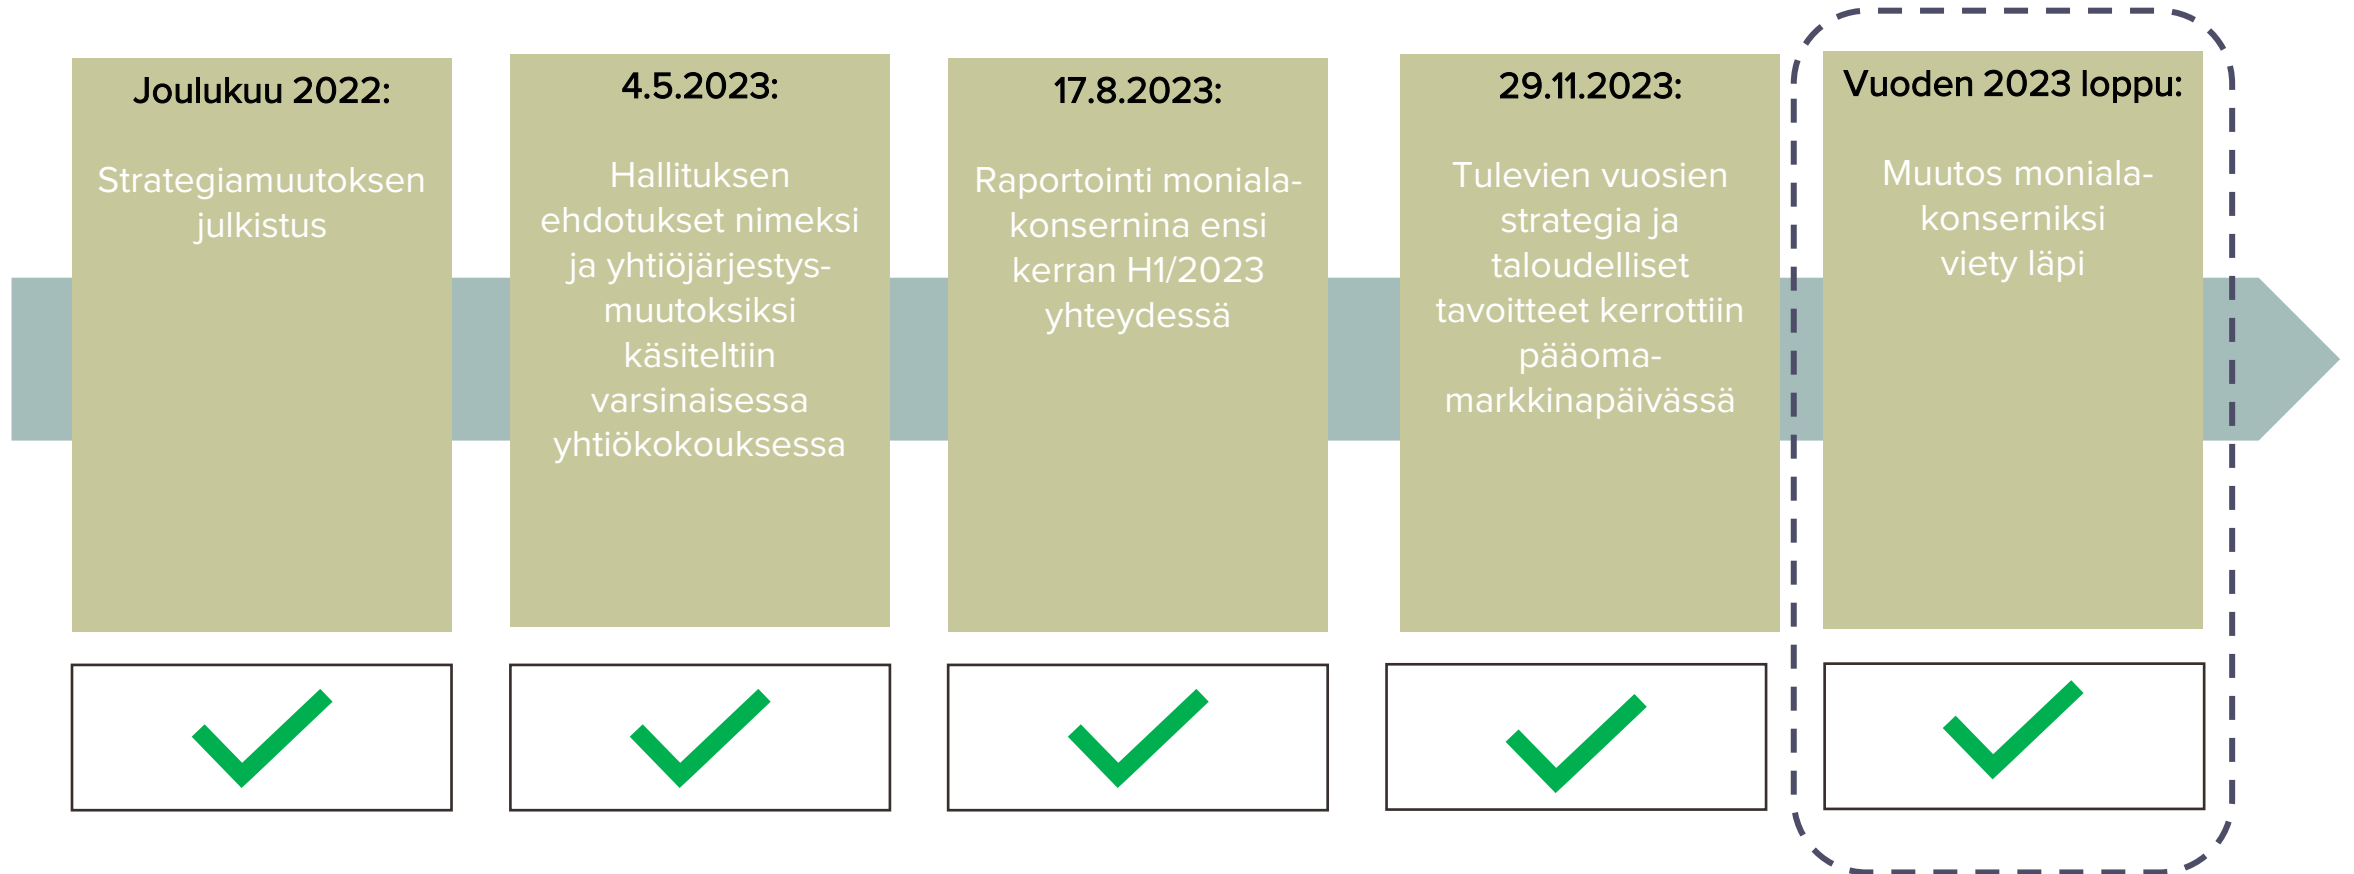 Joulukuu 2022:
Strategiamuutoksen
julkistus
4.5.2023:
Hallituksen
ehdotukset nimeksi
ja yhtiöjärjestys-
muutoksiksi
käsiteltiin
varsinaisessa
yhtiökokouksessa
17.8.2023:
Raportointi moniala-
konsernina ensi
kerran H1/2023
yhteydessä
29.11.2023:
Tulevien vuosien
strategia ja
taloudelliset
tavoitteet kerrottiin
pääoma-
markkinapäivässä
Vuoden 2023 loppu:
Muutos moniala-
konserniksi
viety läpi